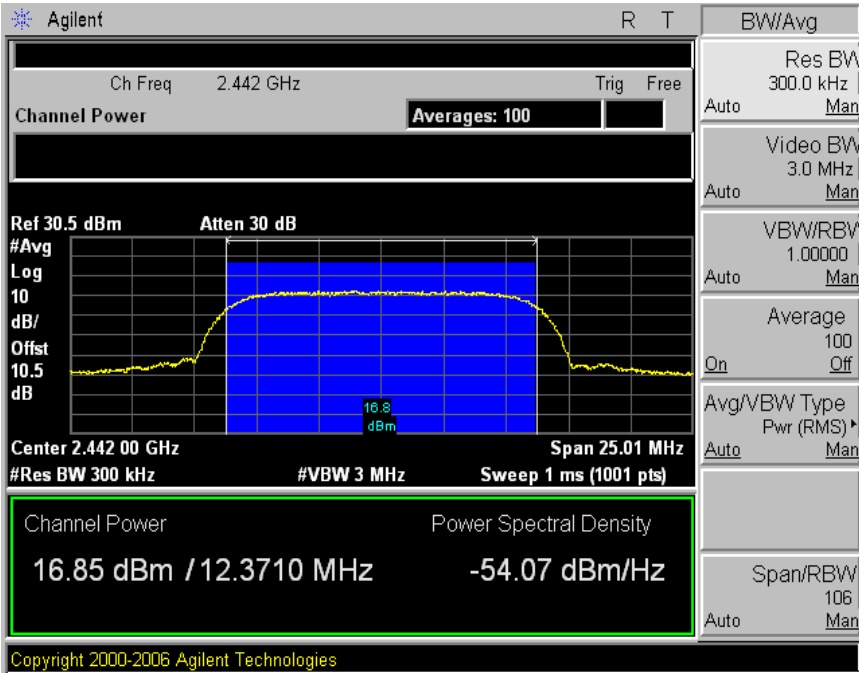 Agilent R T BW/Avg
Ch Freq 2.442 GHz Trig Free
Channel Power Averages: 100
Ref 30.5 dBm Atten 30 dB
#Avg
Log
10
dB/
Offst
10.5
dB
16.8
dBm
Center 2.442 00 GHz Span 25.01 MHz
#Res BW 300 kHz #VBW 3 MHz Sweep 1 ms (1001 pts)
Channel Power Power Spectral Density
16.85 dBm / 12.3710 MHz -54.07 dBm/Hz
Copyright 2000-2006 Agilent Technologies
Res BW
300.0 kHz
Auto Man
Video BW
3.0 MHz
Auto Man
VBW/RBW
1.00000
Auto Man
Average
100
On Off
Avg/VBW Type
Pwr (RMS)
Auto Man
Span/RBW
106
Auto Man